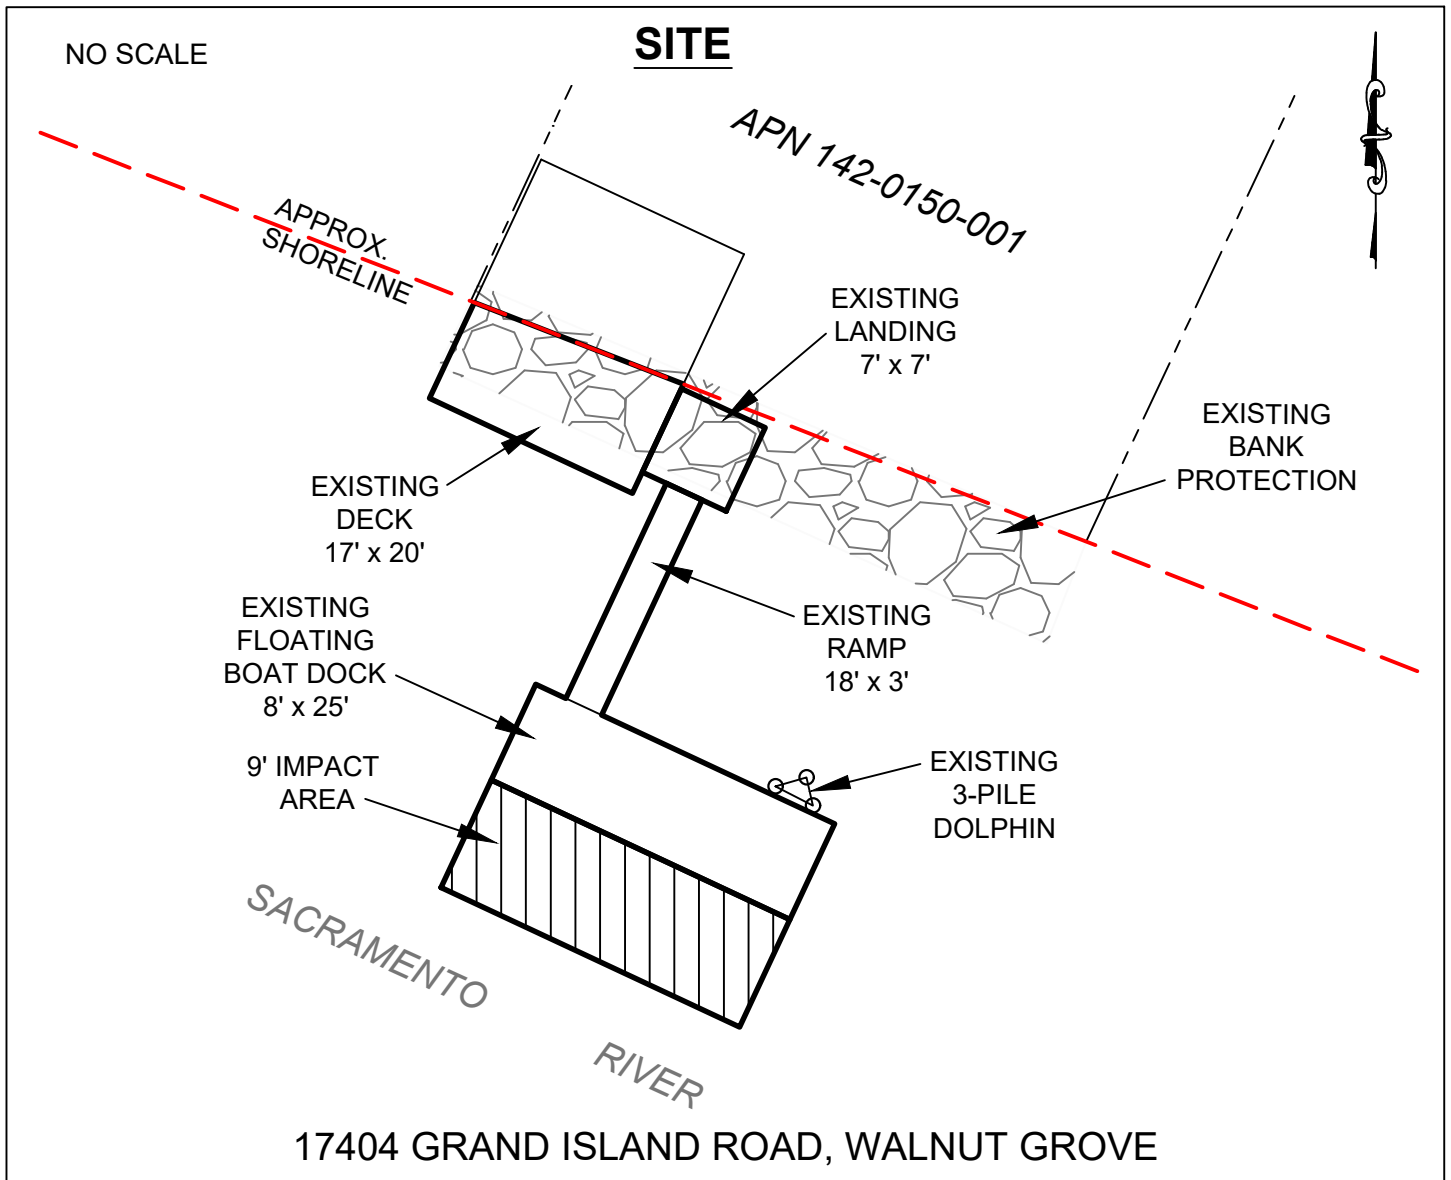 NO SCALE
SITE
APN 142-0150-001
APPROX.
SHORELINE
EXISTING
LANDING
7' x 7'
EXISTING
BANK
PROTECTION
EXISTING
DECK
17' x 20'
EXISTING
FLOATING
BOAT DOCK
8' x 25'
EXISTING
RAMP
18' x 3'
9' IMPACT
AREA
EXISTING
3-PILE
DOLPHIN
SACRAMENTO
RIVER
17404 GRAND ISLAND ROAD, WALNUT GROVE